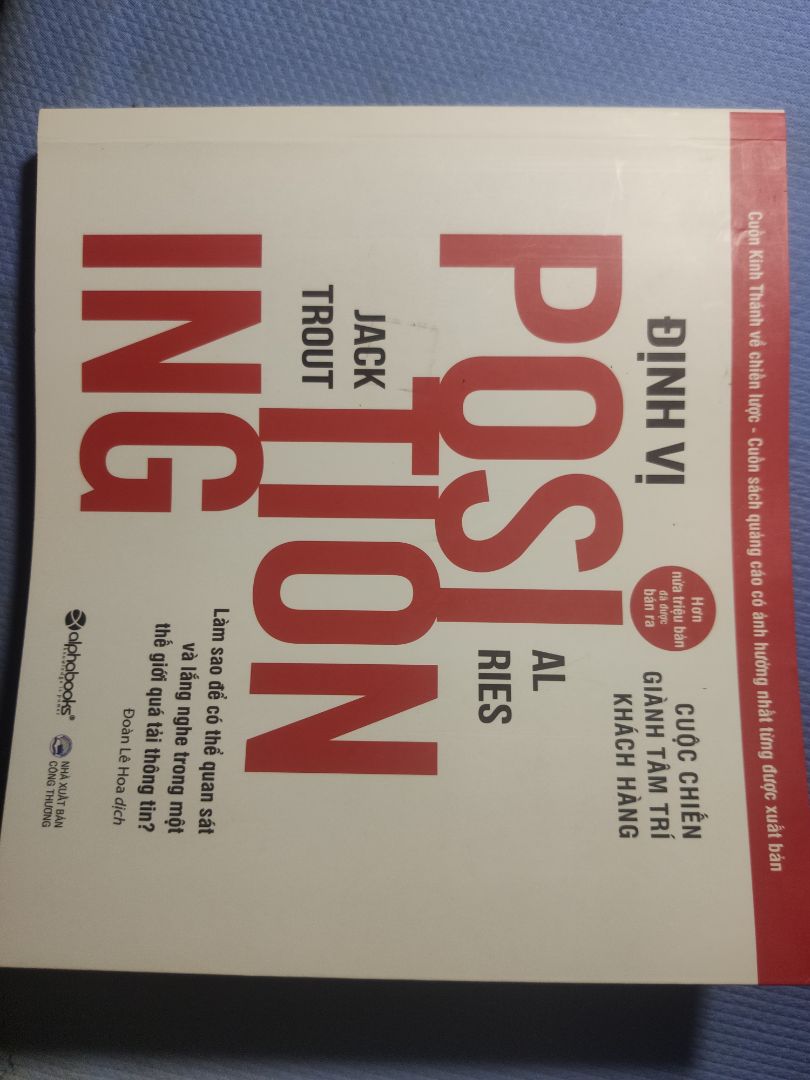 Cuốn Kinh Thánh về chiến lược - Cuốn sách quảng cáo có ảnh hưởng nhất từng được xuất bản
ĐỊNH VỊ
Hơn
nửa triệu bản
đã được
bán ra
CUỘC CHIẾN
GIÀNH TÂM TRÍ
KHÁCH HÀNG
POSI
AL
RIES
TION
JACK
TROUT
ING
Làm sao để có thể quan sát
và lắng nghe trong một
thế giới quá tải thông tin?
Đoàn Lê Hoa dịch
alphabooks®
NHÀ XUẤT BẢN
CÔNG THƯƠNG